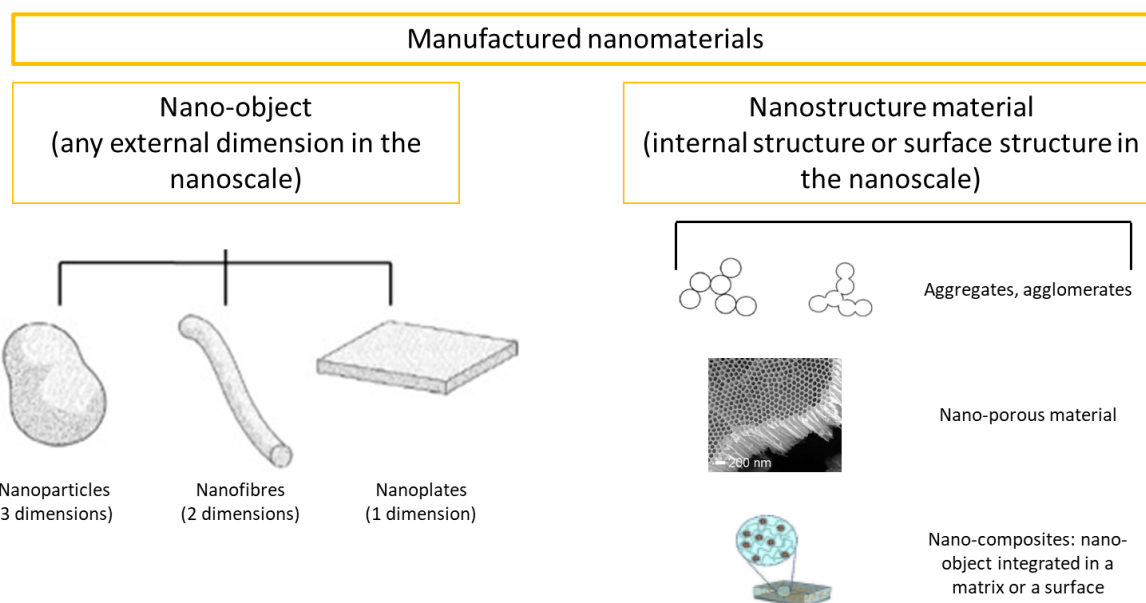 Manufactured nanomaterials
Nano-object
(any external dimension in the
nanoscale)
Nanostructure material
(internal structure or surface structure in
the nanoscale)
Aggregates, agglomerates
200 nm
Nano-porous material
Nanoparticles
3 dimensions)
Nanofibres
(2 dimensions)
Nanoplates
(1 dimension)
Nano-composites: nano-
object integrated in a
matrix or a surface